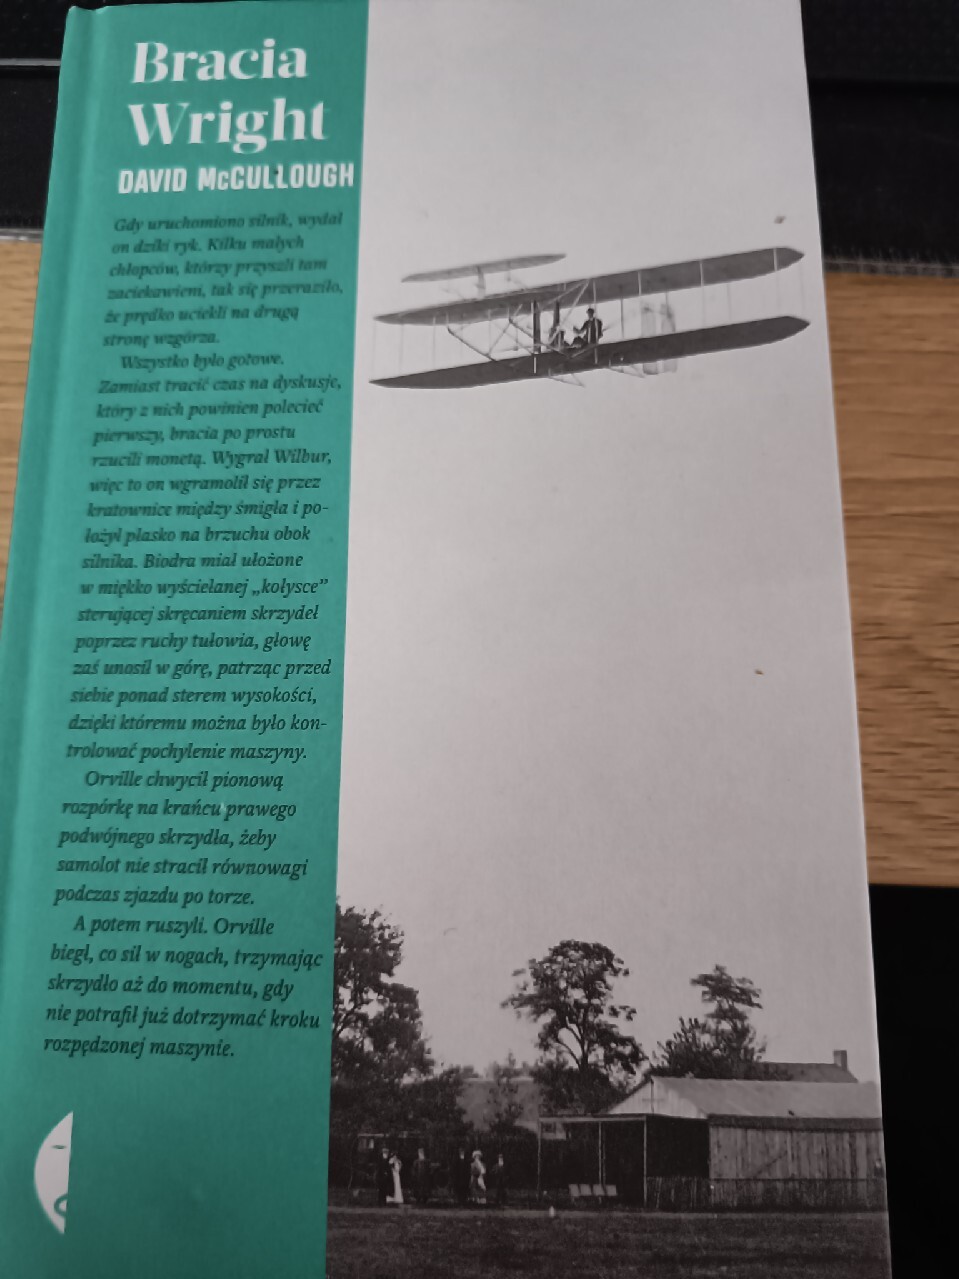 Bracia
Wright
DAVID McCULLOUGH
Gdy uruchomiono silnik, wydał
on dziki ryk. Kilku małych
chłopców, którzy przyszli tam
zaciekawieni, tak się przeraziło,
że prędko uciekli na drugą
stronę wzgórza.
Wszystko było gotowe.
Zamiast tracić czas na dyskusje,
który z nich powinien polecieć
pierwszy, bracia po prostu
rzucili monetą. Wygrał Wilbur,
więc to on wgramolił się przez
kratownice między śmigła i po-
łożył płasko na brzuchu obok
silnika. Biodra miał ułożone
w miękko wyściełanej „kołysce”
sterującej skręcaniem skrzydeł
poprzez ruchy tułowia, głowę
zaś unosił w górę, patrząc przed
siebie ponad sterem wysokości,
dzięki któremu można było kon-
trolować pochylenie maszyny.
Orville chwycił pionową
rozpórkę na krańcu prawego
podwójnego skrzydła, żeby
samolot nie stracił równowagi
podczas zjazdu po torze.
A potem ruszyli. Orville
biegł, co sił w nogach, trzymając
skrzydło aż do momentu, gdy
nie potrafił już dotrzymać kroku
rozpędzonej maszynie.